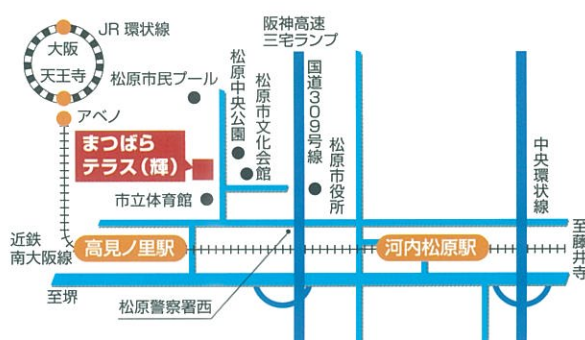 JR 環状線
大阪
天王寺
アベノ
松原市民プール
まつばら
テラス(輝)
市立体育館
松原中央公園
松原市文化会館
阪神高速
三宅ランプ
国道309号線
松原市役所
中央環状線
近鉄
南大阪線
高見ノ里駅
河内松原駅
至藤井寺
至堺
松原警察署西